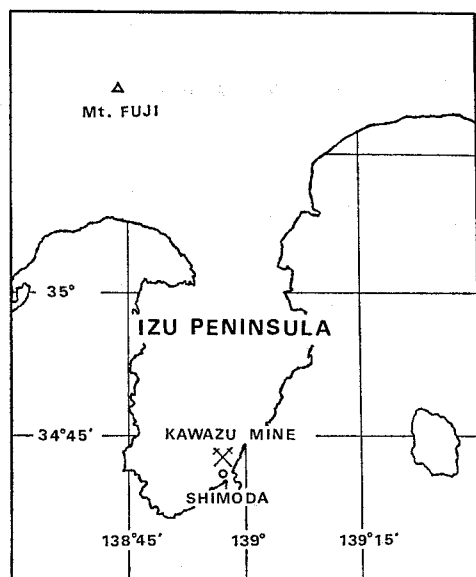 Mt. FUJI
35°
IZU PENINSULA
34°45'
KAWAZU MINE
SHIMODA
138°45'
139°
139°15'